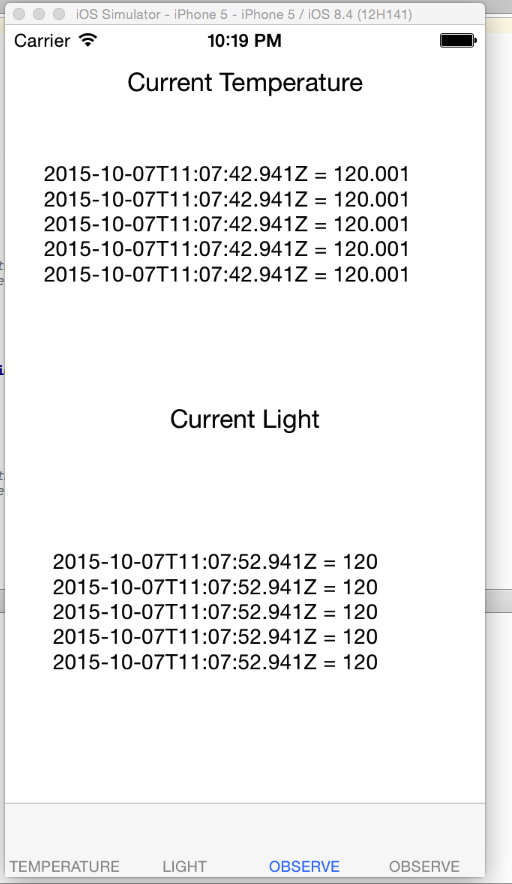 iOS Simulator - iPhone 5 - iPhone 5 / iOS 8.4 (12H141)
Carrier 10:19 PM
Current Temperature
2015-10-07T11:07:42.941Z = 120.001
2015-10-07T11:07:42.941Z = 120.001
2015-10-07T11:07:42.941Z = 120.001
2015-10-07T11:07:42.941Z = 120.001
2015-10-07T11:07:42.941Z = 120.001
Current Light
2015-10-07T11:07:52.941Z = 120
2015-10-07T11:07:52.941Z = 120
2015-10-07T11:07:52.941Z = 120
2015-10-07T11:07:52.941Z = 120
2015-10-07T11:07:52.941Z = 120
TEMPERATURE LIGHT OBSERVE OBSERVE